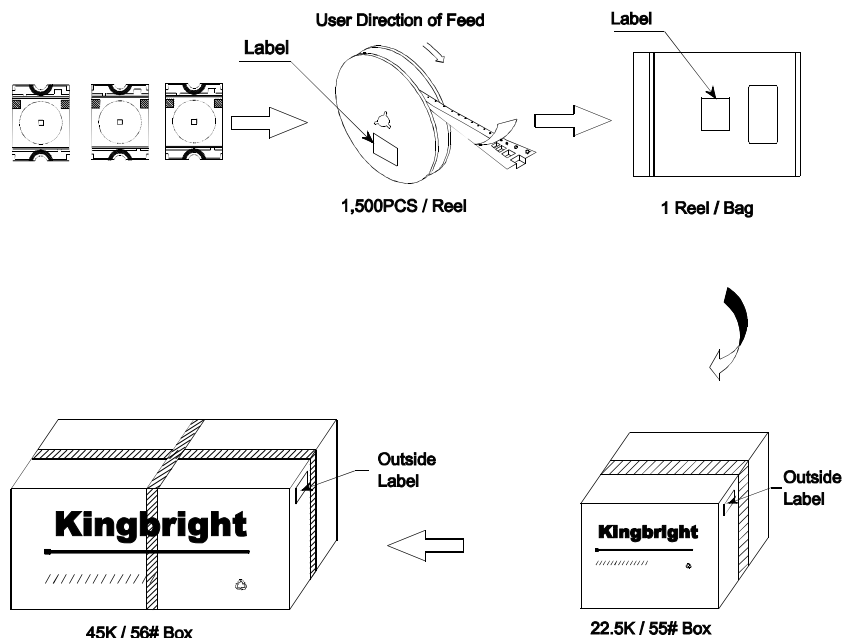 User Direction of Feed
Label
Label
1,500PCS / Reel
1 Reel / Bag
Outside
Label
Outside
Label
Kingbright
Kingbright
45K / 56# Box
22.5K / 55# Box